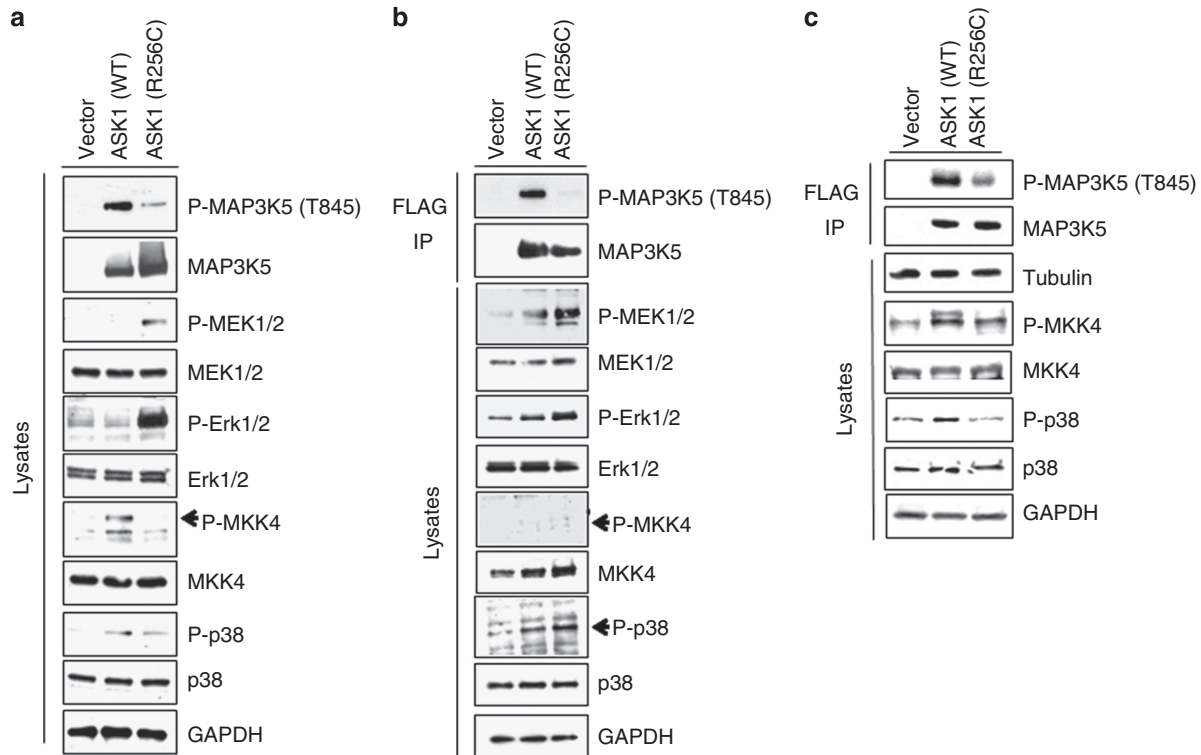 a
Vector
ASK1 (WT)
ASK1 (R256C)
P-MAP3K5 (T845)
MAP3K5
P-MEK1/2
MEK1/2
P-Erk1/2
Erk1/2
P-MKK4
MKK4
P-p38
p38
GAPDH
Lysates
b
Vector
ASK1 (WT)
ASK1 (R256C)
FLAG
IP
P-MAP3K5 (T845)
MAP3K5
P-MEK1/2
MEK1/2
P-Erk1/2
Erk1/2
P-MKK4
MKK4
P-p38
p38
GAPDH
Lysates
c
Vector
ASK1 (WT)
ASK1 (R256C)
FLAG
IP
P-MAP3K5 (T845)
MAP3K5
Tubulin
P-MKK4
MKK4
P-p38
p38
GAPDH
Lysates